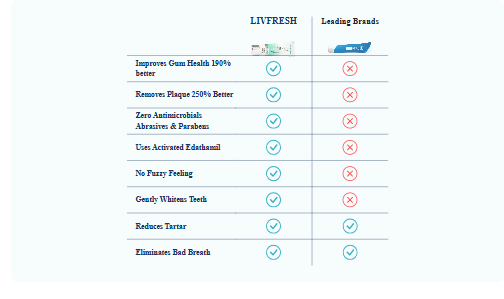 LIVFRESH Leading Brands
Improves Gum Health 190%
better
Removes Plaque 250% Better
Zero Antimicrobials
Abrasives & Parabens
Uses Activated Edathamil
No Fuzzy Feeling
Gently Whitens Teeth
Reduces Tartar
Eliminates Bad Breath